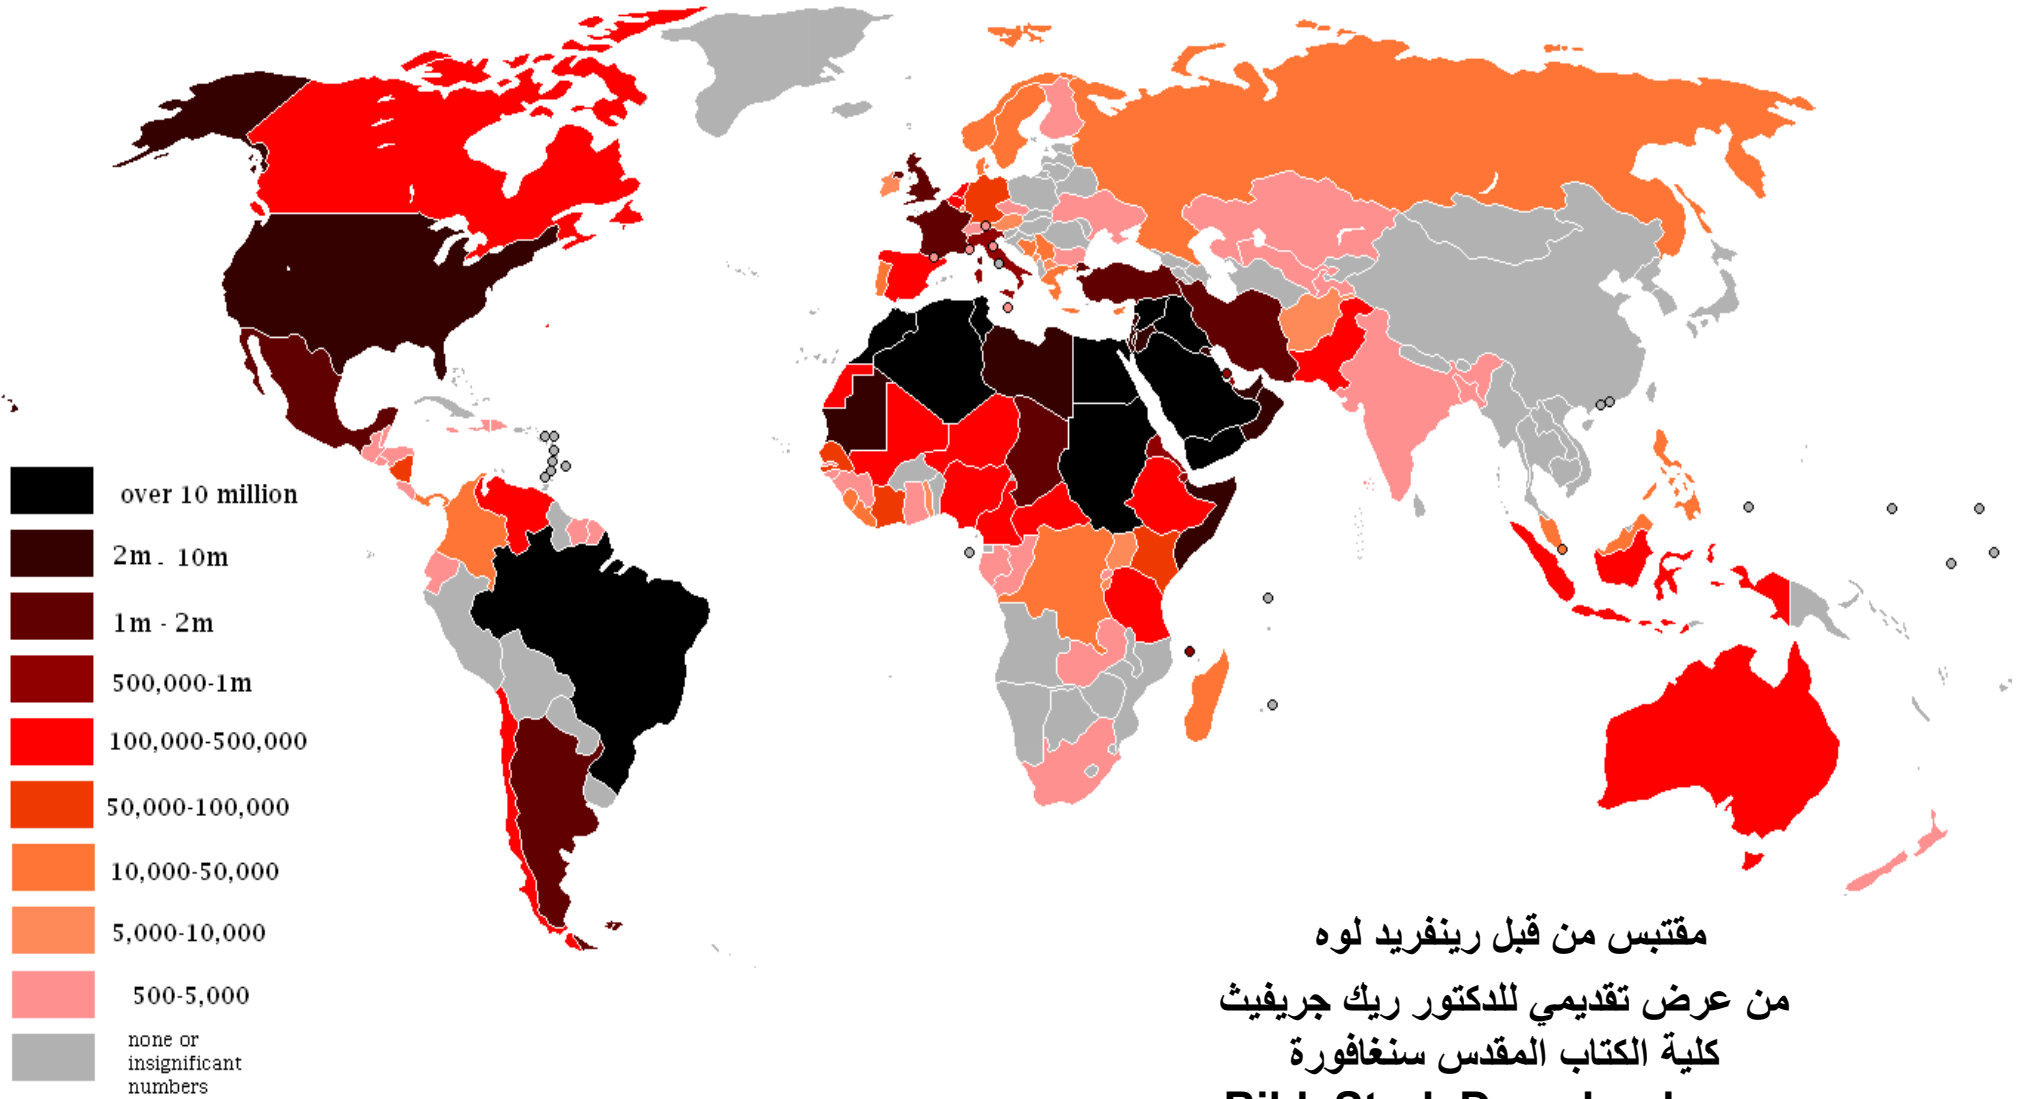 over 10 million
2m - 10m
1m - 2m
500,000-1m
100,000-500,000
50,000-100,000
10,000-50,000
5,000-10,000
500-5,000
none or
insignificant
numbers
مقتبس من قبل رينفريد لوه
من عرض تقديمي للدكتور ريك جريفيث
كلية الكتاب المقدس سنغافورة